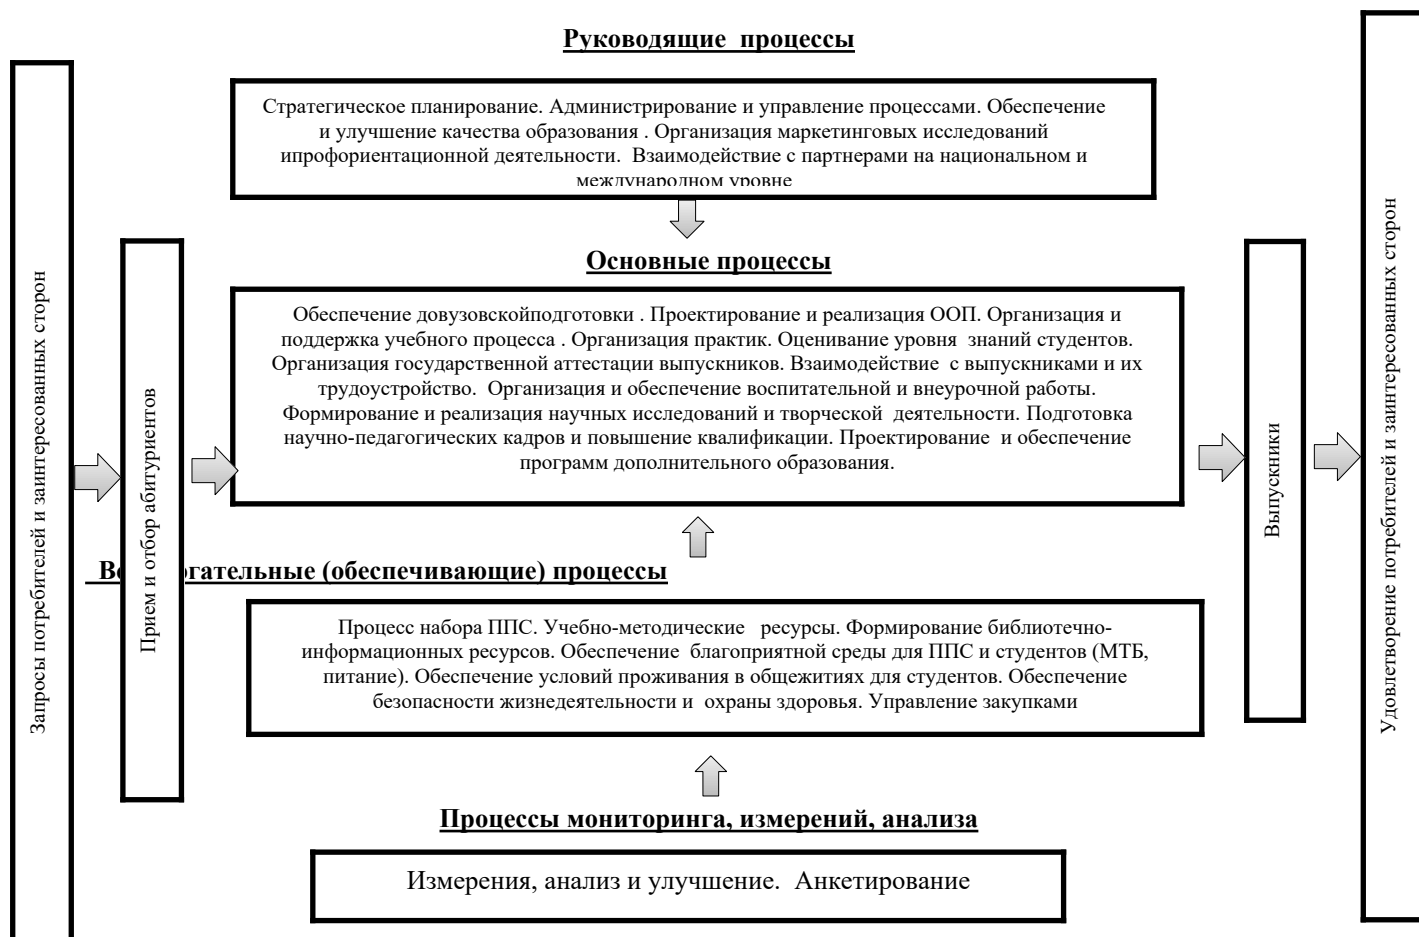 Руководящие процессы
Стратегическое планирование. Администрирование и управление процессами. Обеспечение
и улучшение качества образования . Организация маркетинговых исследований
ипрофориентационной деятельности. Взаимодействие с партнерами на национальном и
международном уровне
Основные процессы
Обеспечение довузовскойподготовки . Проектирование и реализация ООП. Организация и
поддержка учебного процесса . Организация практик. Оценивание уровня знаний студентов.
Организация государственной аттестации выпускников. Взаимодействие с выпускниками и их
трудоустройство. Организация и обеспечение воспитательной и внеурочной работы.
Формирование и реализация научных исследований и творческой деятельности. Подготовка
научно-педагогических кадров и повышение квалификации. Проектирование и обеспечение
программ дополнительного образования.
(обеспечивающие) процессы
Процесс набора ППС. Учебно-методические ресурсы. Формирование библиотечно-
информационных ресурсов. Обеспечение благоприятной среды для ППС и студентов (МТБ,
питание). Обеспечение условий проживания в общежитиях для студентов. Обеспечение
безопасности жизнедеятельности и охраны здоровья. Управление закупками
Процессы мониторинга, измерений, анализа
Измерения, анализ и улучшение. Анкетирование
Запросы потребителей и заинтересованных сторон
Прием и отбор абитуриентов
Выпускники
Удовлетворение потребителей и заинтересованных сторон